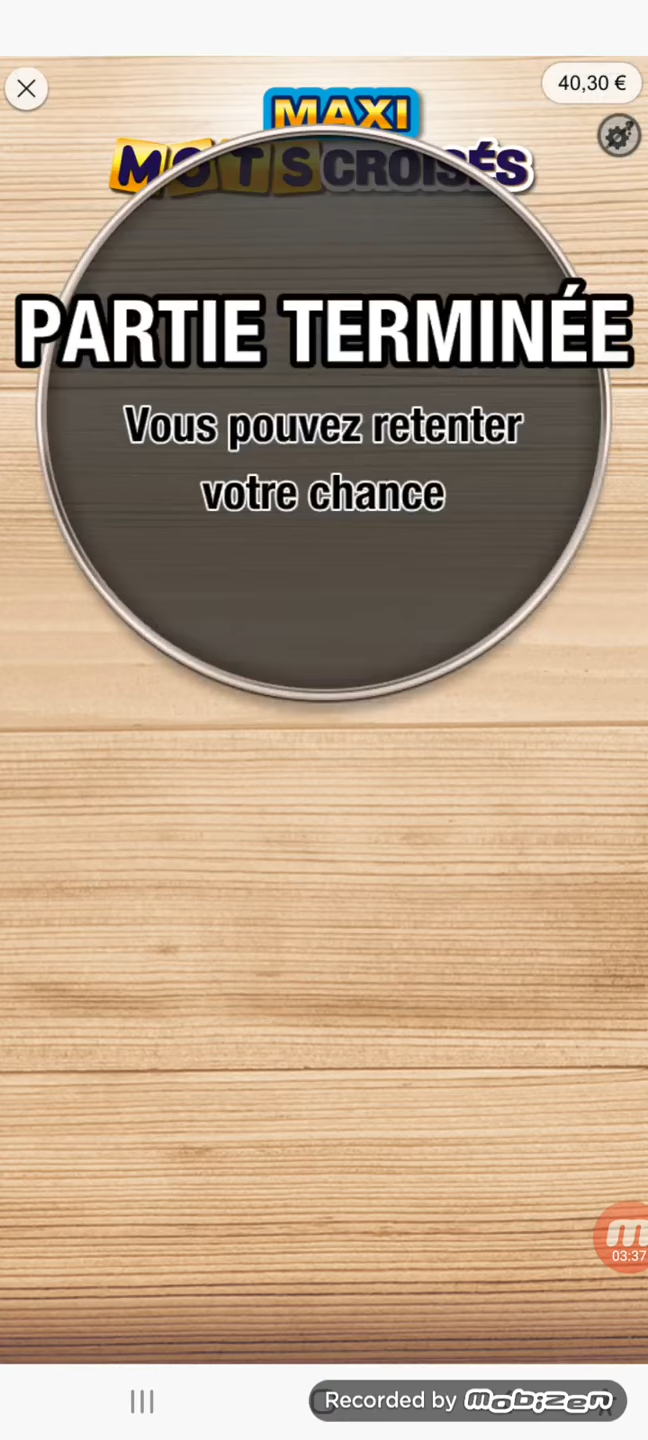 40,30 €
MAXI
MOTS CROISÉS
PARTIE TERMINÉE
Vous pouvez retenter
votre chance
03:37
Recorded by mobizen